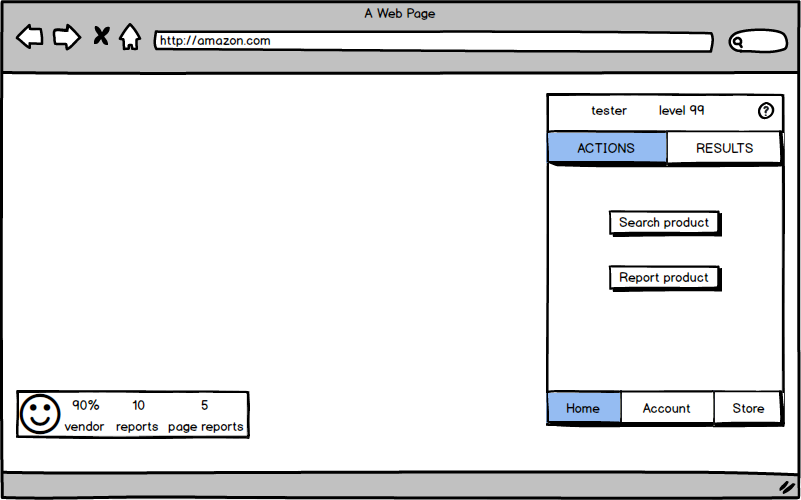 A Web Page
http://amazon.com
tester level 99 ?
ACTIONS RESULTS
Search product
Report product
90% 10 5
vendor reports page reports
Home Account Store